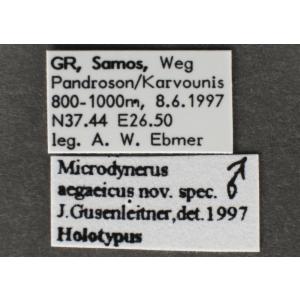 GR, Samos, Weg
Pandroson/Karvounis
800-1000m, 8.6.1997
N37.44 E26.50
leg. A. W. Ebmer
Microdynerus ♂
aegaeicus nov. spec.
J.Gusenleitner,det.1997
Holotypus